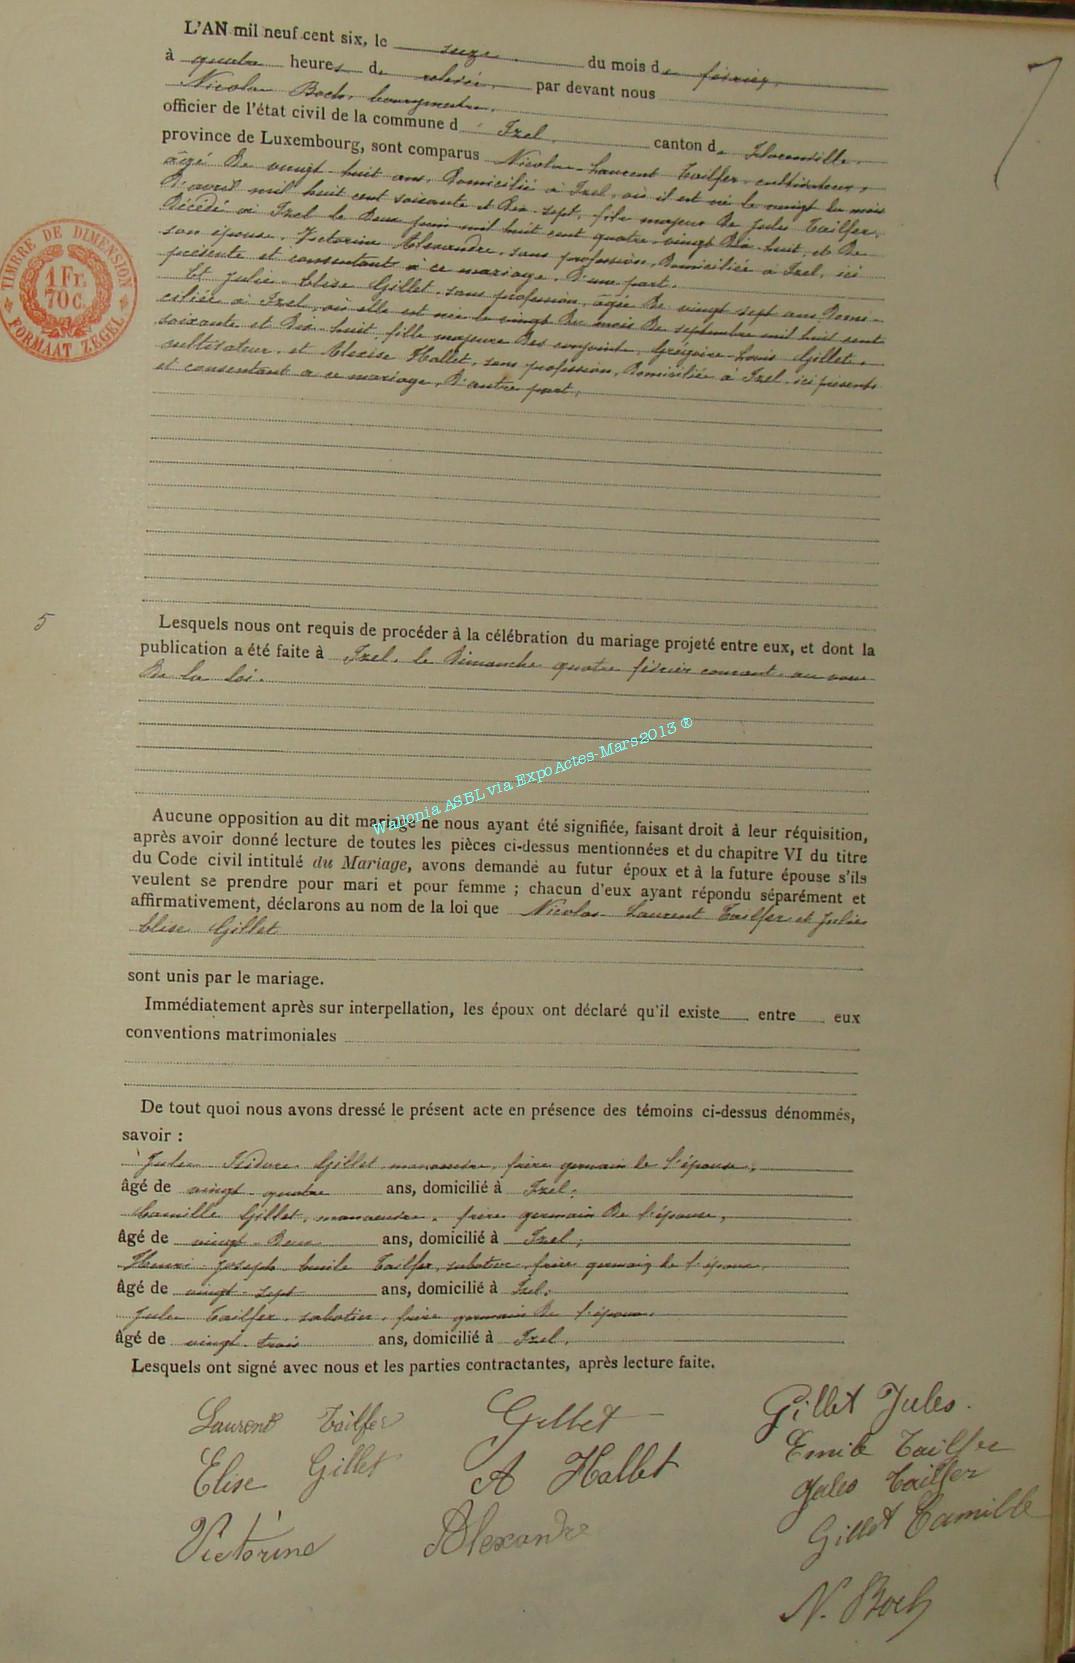 L'AN mil neuf cent six, le seize du mois de février,
à quatre heures de relevée, par devant nous
Nicolas Boch, bourgmestre,
officier de l'état civil de la commune d' Izel, canton de Florenville,
province de Luxembourg, sont comparus Nicolas-Laurent Tailfer, cultivateur,
âgé de vingt-huit ans, domicilié à Izel, où il est né le vingt du mois
d'avril mil huit cent soixante et dix-sept, fils majeur de Jules Tailfer,
décédé à Izel le deux juin mil huit cent quatre-vingt dix-huit, et de
son épouse, Victorine Alexandre, sans profession, domiciliée à Izel, ici
présente et consentant à ce mariage, d'une part.
Et Julie-Elise Gillet, sans profession, âgée de vingt sept ans domi-
ciliée à Izel, où elle est née le vingt du mois de septembre mil huit cent
soixante et dix-huit, fille majeure des conjoints, Grégoire-Louis Gillet,
cultivateur, et Hallet, sans profession, domiciliés à Izel, ici présents
et consentant à ce mariage, d'autre part,
TIMBRE DE DIMENSION
1 Fr.
70 c.
FORMAAT ZEGEL
7
5
Lesquels nous ont requis de procéder à la célébration du mariage projeté entre eux, et dont la
publication a été faite à Izel, le dimanche quatre février courant, au vœu
de la loi.
Wallonia ASBL via ExpoActes-Mars2013 ®
Aucune opposition au dit mariage ne nous ayant été signifiée, faisant droit à leur réquisition,
après avoir donné lecture de toutes les pièces ci-dessus mentionnées et du chapitre VI du titre
du Code civil intitulé du Mariage, avons demandé au futur époux et à la future épouse s'ils
veulent se prendre pour mari et pour femme ; chacun d'eux ayant répondu séparément et
affirmativement, déclarons au nom de la loi que Nicolas-Laurent Tailfer et Julie
Elise Gillet
sont unis par le mariage.
Immédiatement après sur interpellation, les époux ont déclaré qu'il existe entre eux
conventions matrimoniales
De tout quoi nous avons dressé le présent acte en présence des témoins ci-dessus dénommés,
savoir :
Jules Isidore Gillet, manœuvre, frère germain de l'épouse,
âgé de vingt-quatre ans, domicilié à Izel;
Camille Gillet, manœuvre, frère germain de l'épouse,
âgé de vingt-deux ans, domicilié à Izel;
Henri-Joseph-Emile Tailfer, sabotier, frère germain de l'époux,
âgé de vingt-sept ans, domicilié à Izel;
Jules Tailfer, sabotier, frère germain de l'époux,
âgé de vingt-trois ans, domicilié à Izel,
Lesquels ont signé avec nous et les parties contractantes, après lecture faite.
Laurent Tailfer Gillet Gillet Jules.
Elise Gillet A Hallet Emile Tailfer
Jules Tailfer
Victorine Alexandre Gillet Camille
N. Boch